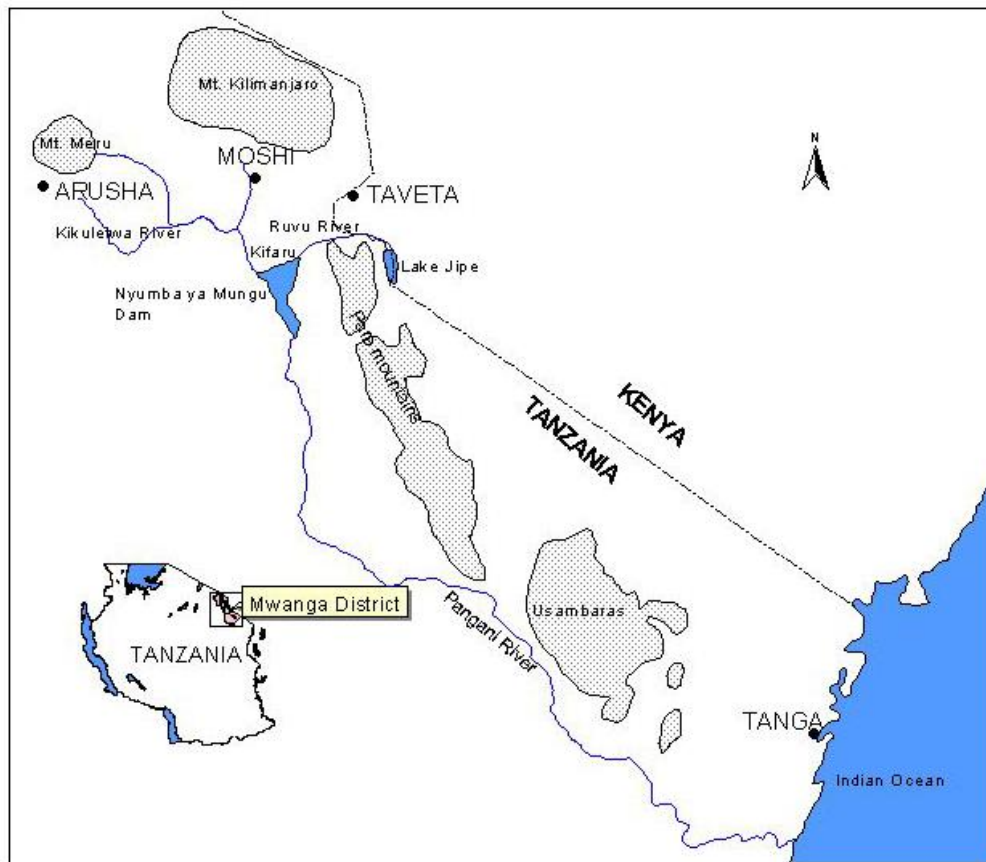 Mt. Kilimanjaro
N
Mt. Meru
MOSHI
ARUSHA
TAVETA
Kikuletwa River
Ruvu River
Kifaru
Lake Jipe
Nyumba ya Mungu
Dam
Pare mountains
KENYA
TANZANIA
Mwanga District
TANZANIA
Pangani River
Usambaras
TANGA
Indian Ocean